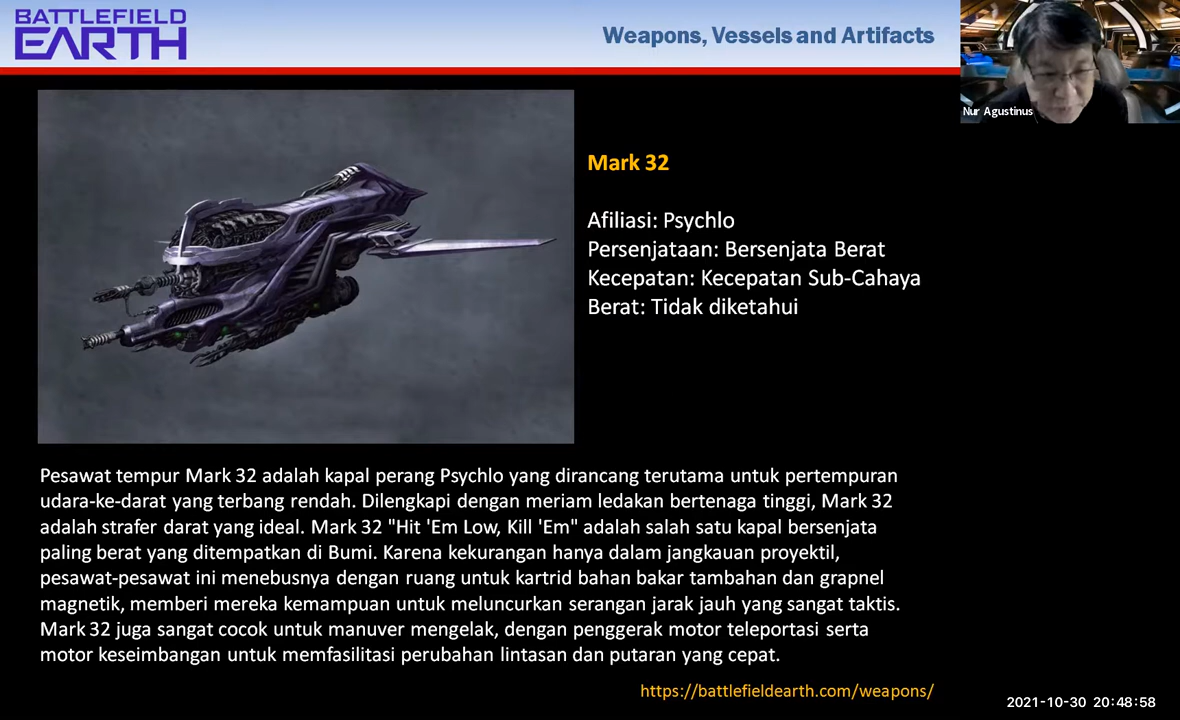 BATTLEFIELD
EARTH
Weapons, Vessels and Artifacts
Nur Agustinus
Mark 32
Afiliasi: Psychlo
Persenjataan: Bersenjata Berat
Kecepatan: Kecepatan Sub-Cahaya
Berat: Tidak diketahui
Pesawat tempur Mark 32 adalah kapal perang Psychlo yang dirancang terutama untuk pertempuran
udara-ke-darat yang terbang rendah. Dilengkapi dengan meriam ledakan bertenaga tinggi, Mark 32
adalah strafer darat yang ideal. Mark 32 "Hit 'Em Low, Kill 'Em" adalah salah satu kapal bersenjata
paling berat yang ditempatkan di Bumi. Karena kekurangan hanya dalam jangkauan proyektil,
pesawat-pesawat ini menebusnya dengan ruang untuk kartrid bahan bakar tambahan dan grapnel
magnetik, memberi mereka kemampuan untuk meluncurkan serangan jarak jauh yang sangat taktis.
Mark 32 juga sangat cocok untuk manuver mengelak, dengan penggerak motor teleportasi serta
motor keseimbangan untuk memfasilitasi perubahan lintasan dan putaran yang cepat.
https://battlefieldearth.com/weapons/
2021-10-30 20:48:58